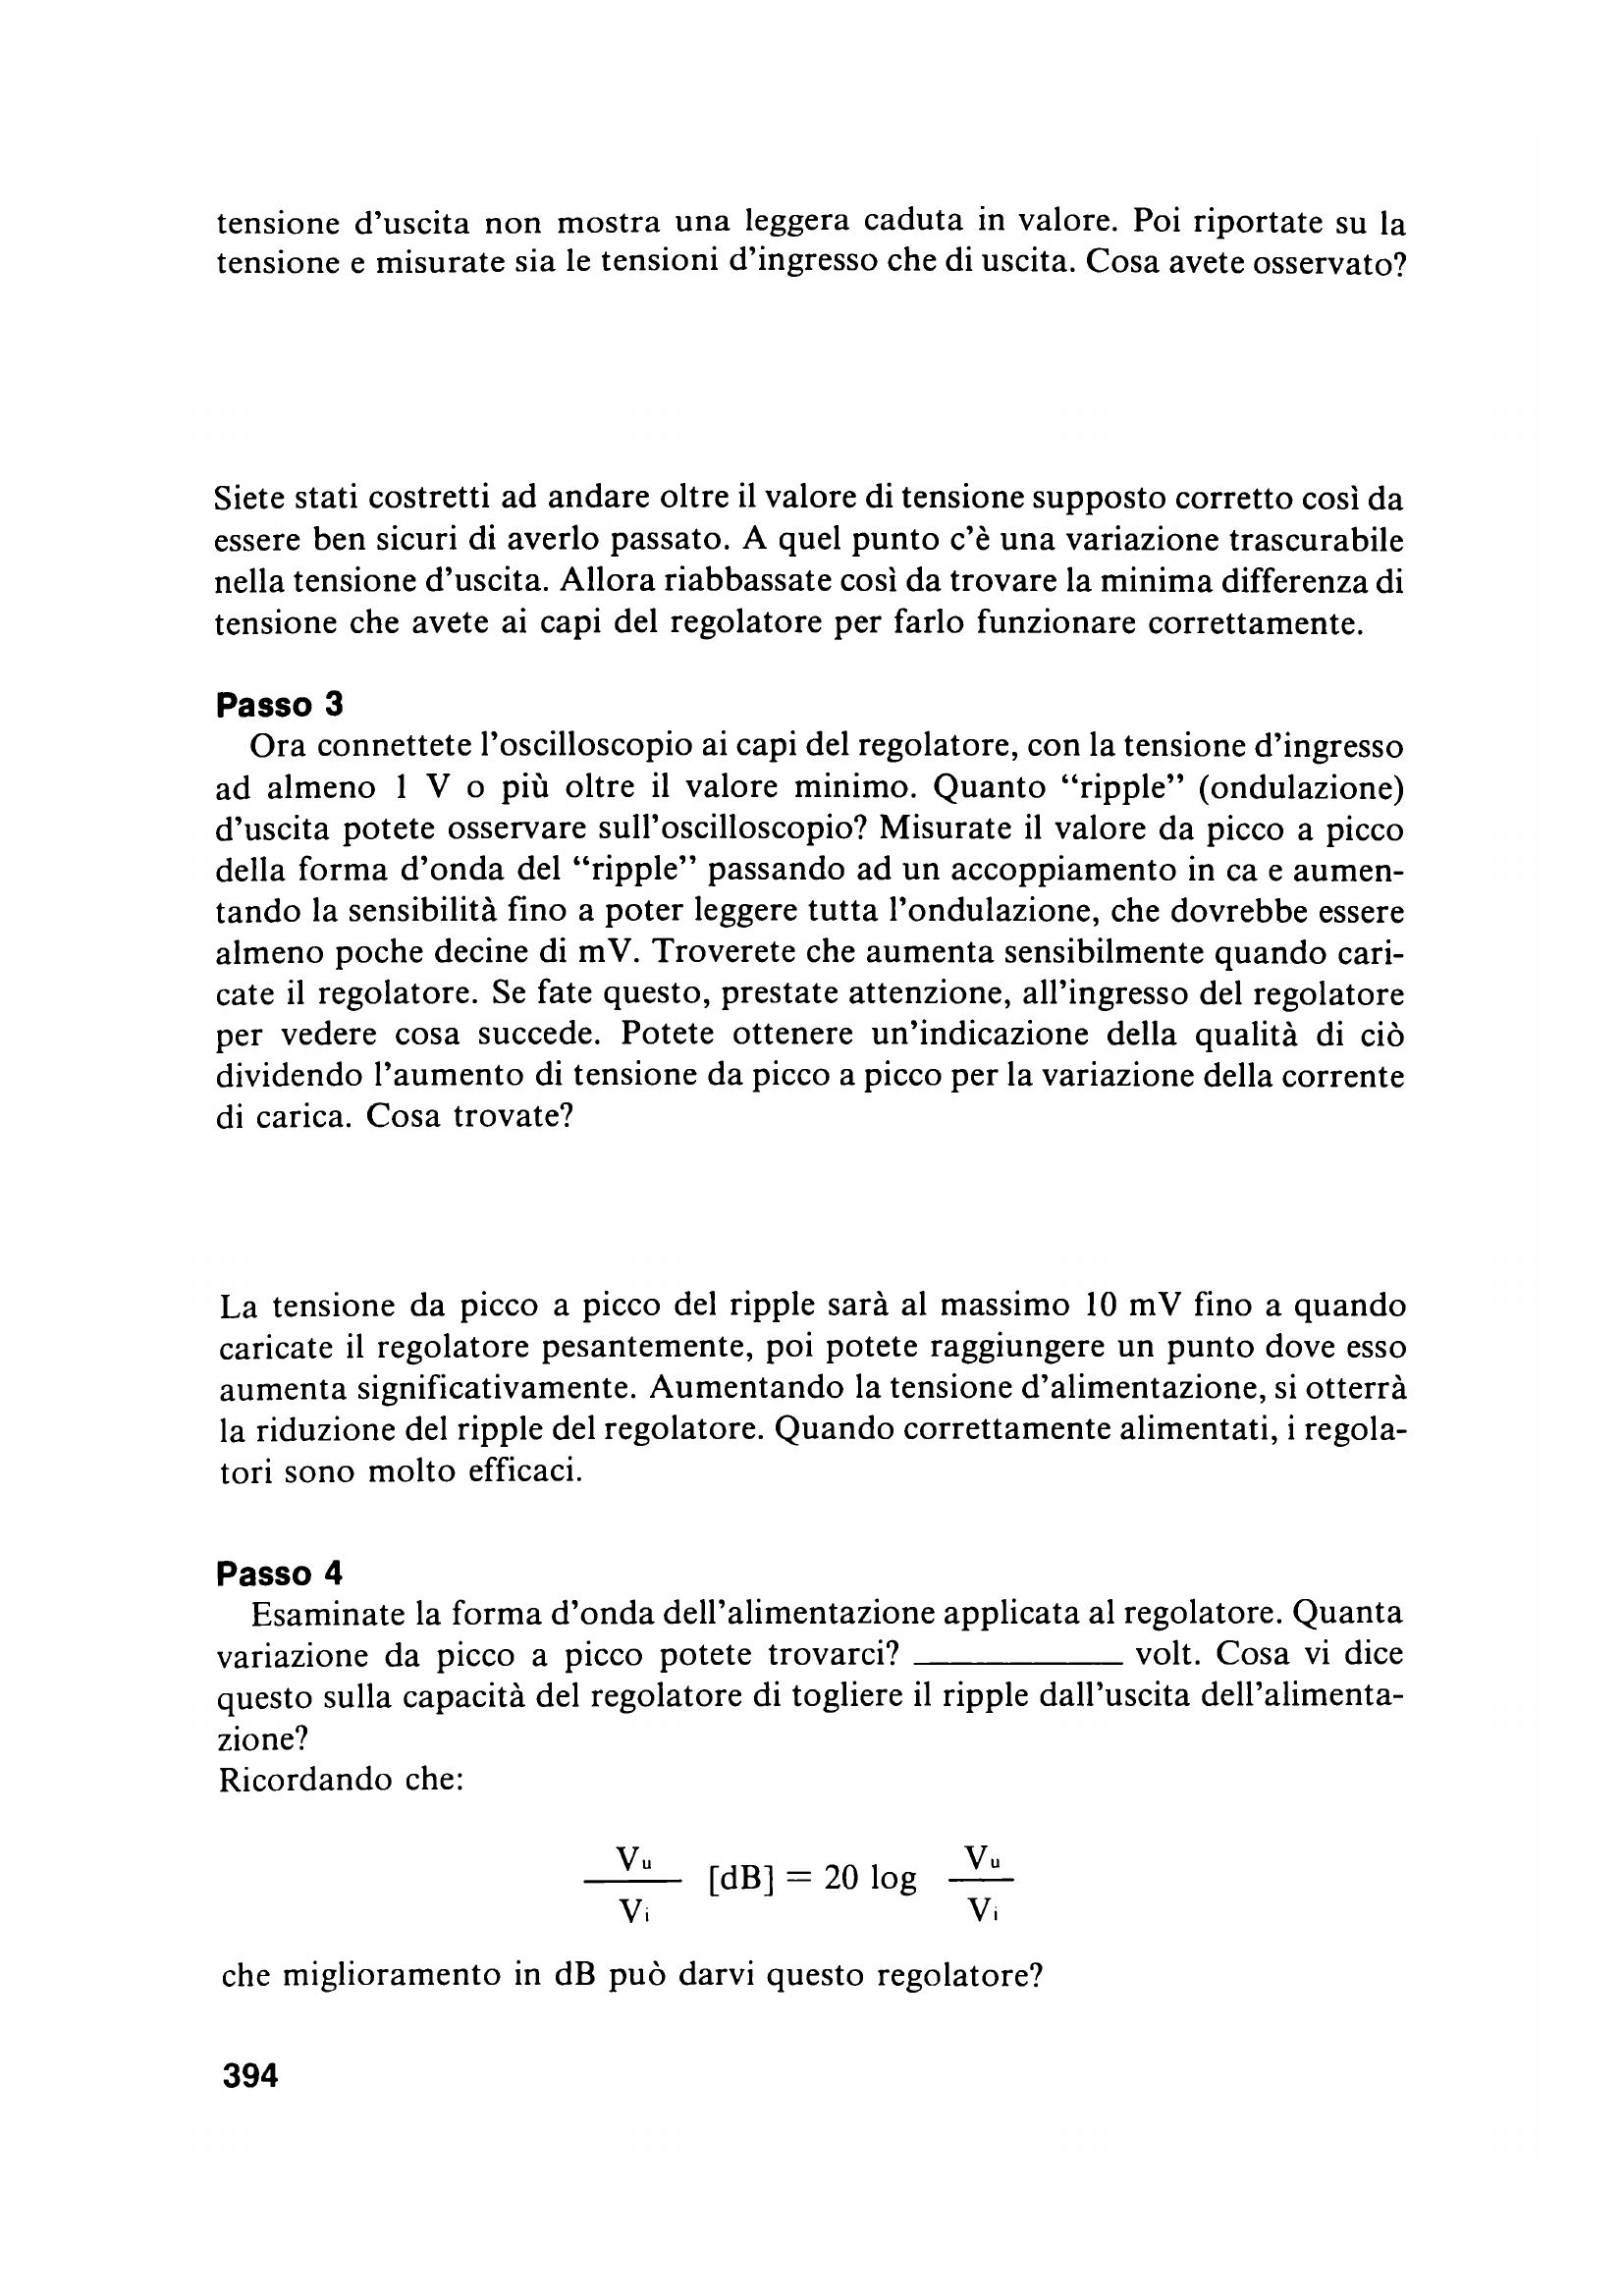 tensione d'uscita non mostra una leggera caduta in valore. Poi riportate su la
tensione e misurate sia le tensioni d'ingresso che di uscita. Cosa avete osservato?
Siete stati costretti ad andare oltre il valore di tensione supposto corretto così da
essere ben sicuri di averlo passato. A quel punto c'è una variazione trascurabile
nella tensione d'uscita. Allora riabbassate così da trovare la minima differenza di
tensione che avete ai capi del regolatore per farlo funzionare correttamente.
Passo 3
Ora connettete l'oscilloscopio ai capi del regolatore, con la tensione d'ingresso
ad almeno 1 V o più oltre il valore minimo. Quanto “ripple” (ondulazione)
d'uscita potete osservare sull'oscilloscopio? Misurate il valore da picco a picco
della forma d'onda del “ripple” passando ad un accoppiamento in ca e aumen-
tando la sensibilità fino a poter leggere tutta l'ondulazione, che dovrebbe essere
almeno poche decine di mV. Troverete che aumenta sensibilmente quando cari-
cate il regolatore. Se fate questo, prestate attenzione, all'ingresso del regolatore
per vedere cosa succede. Potete ottenere un'indicazione della qualità di ciò
dividendo l'aumento di tensione da picco a picco per la variazione della corrente
di carica. Cosa trovate?
La tensione da picco a picco del ripple sarà al massimo 10 mV fino a quando
caricate il regolatore pesantemente, poi potete raggiungere un punto dove esso
aumenta significativamente. Aumentando la tensione d'alimentazione, si otterrà
la riduzione del ripple del regolatore. Quando correttamente alimentati, i regola-
tori sono molto efficaci.
Passo 4
Esaminate la forma d'onda dell'alimentazione applicata al regolatore. Quanta
variazione da picco a picco potete trovarci? __________ volt. Cosa vi dice
questo sulla capacità del regolatore di togliere il ripple dall'uscita dell'alimenta-
zione?
Ricordando che:
Vu / Vi [dB] = 20 log Vu / Vi
che miglioramento in dB può darvi questo regolatore?
394